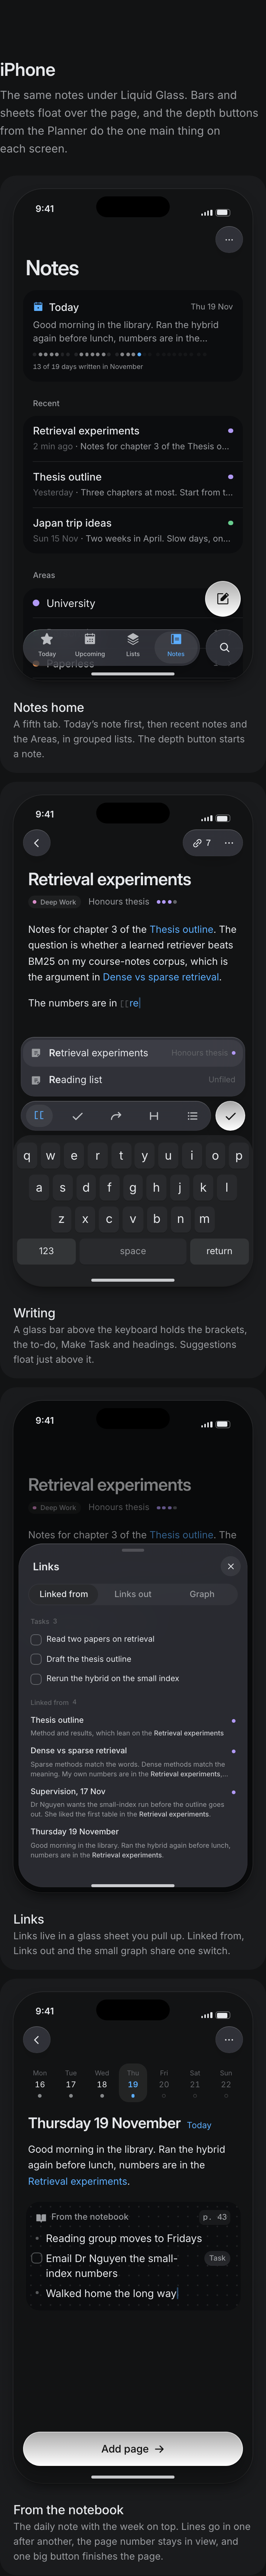 iPhone
The same notes under Liquid Glass. Bars and
sheets float over the page, and the depth buttons
from the Planner do the one main thing on
each screen.
9:41
Notes
Today
Thu 19 Nov
Good morning in the library. Ran the hybrid
again before lunch, numbers are in the…
13 of 19 days written in November
Recent
Retrieval experiments
2 min ago · Notes for chapter 3 of the Thesis o…
Thesis outline
Yesterday · Three chapters at most. Start from t…
Japan trip ideas
Sun 15 Nov · Two weeks in April. Slow days, on…
Areas
University
Today
Upcoming
Lists
Notes
Paperless
Notes home
A fifth tab. Today's note first, then recent notes and
the Areas, in grouped lists. The depth button starts
a note.
9:41
7
Retrieval experiments
Deep Work
Honours thesis
Notes for chapter 3 of the Thesis outline. The
question is whether a learned retriever beats
BM25 on my course-notes corpus, which is
the argument in Dense vs sparse retrieval.
The numbers are in [[re
Retrieval experiments
Honours thesis
Reading list
Unfiled
[[
H
q w e r t y u i o p
a s d f g h j k l
z x c v b n m
123
space
return
Writing
A glass bar above the keyboard holds the brackets,
the to-do, Make Task and headings. Suggestions
float just above it.
9:41
Retrieval experiments
Deep Work
Honours thesis
Notes for chapter 3 of the Thesis outline. The
Links
Linked from
Links out
Graph
Tasks 3
Read two papers on retrieval
Draft the thesis outline
Rerun the hybrid on the small index
Linked from 4
Thesis outline
Method and results, which lean on the Retrieval experiments
Dense vs sparse retrieval
Sparse methods match the words. Dense methods match the
meaning. My own numbers are in the Retrieval experiments,…
Supervision, 17 Nov
Dr Nguyen wants the small-index run before the outline goes
out. She liked the first table in the Retrieval experiments.
Thursday 19 November
Good morning in the library. Ran the hybrid again before lunch,
numbers are in the Retrieval experiments.
Links
Links live in a glass sheet you pull up. Linked from,
Links out and the small graph share one switch.
9:41
Mon Tue Wed Thu Fri Sat Sun
16 17 18 19 20 21 22
Thursday 19 November
Today
Good morning in the library. Ran the hybrid
again before lunch, numbers are in the
Retrieval experiments.
From the notebook
p. 43
Reading group moves to Fridays
Email Dr Nguyen the small-
index numbers
Task
Walked home the long way
Add page
From the notebook
The daily note with the week on top. Lines go in one
after another, the page number stays in view, and
one big button finishes the page.